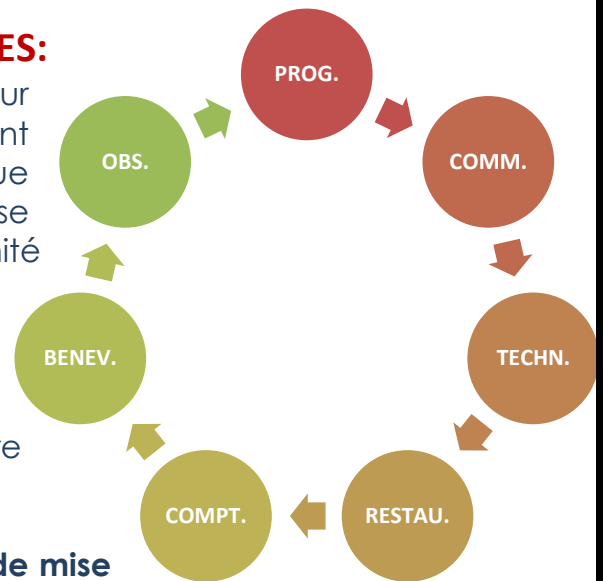 ES:
ur
nt
ue
se
ité
re
de mise
PROG.
COMM.
TECHN.
RESTAU.
COMPT.
BENEV.
OBS.